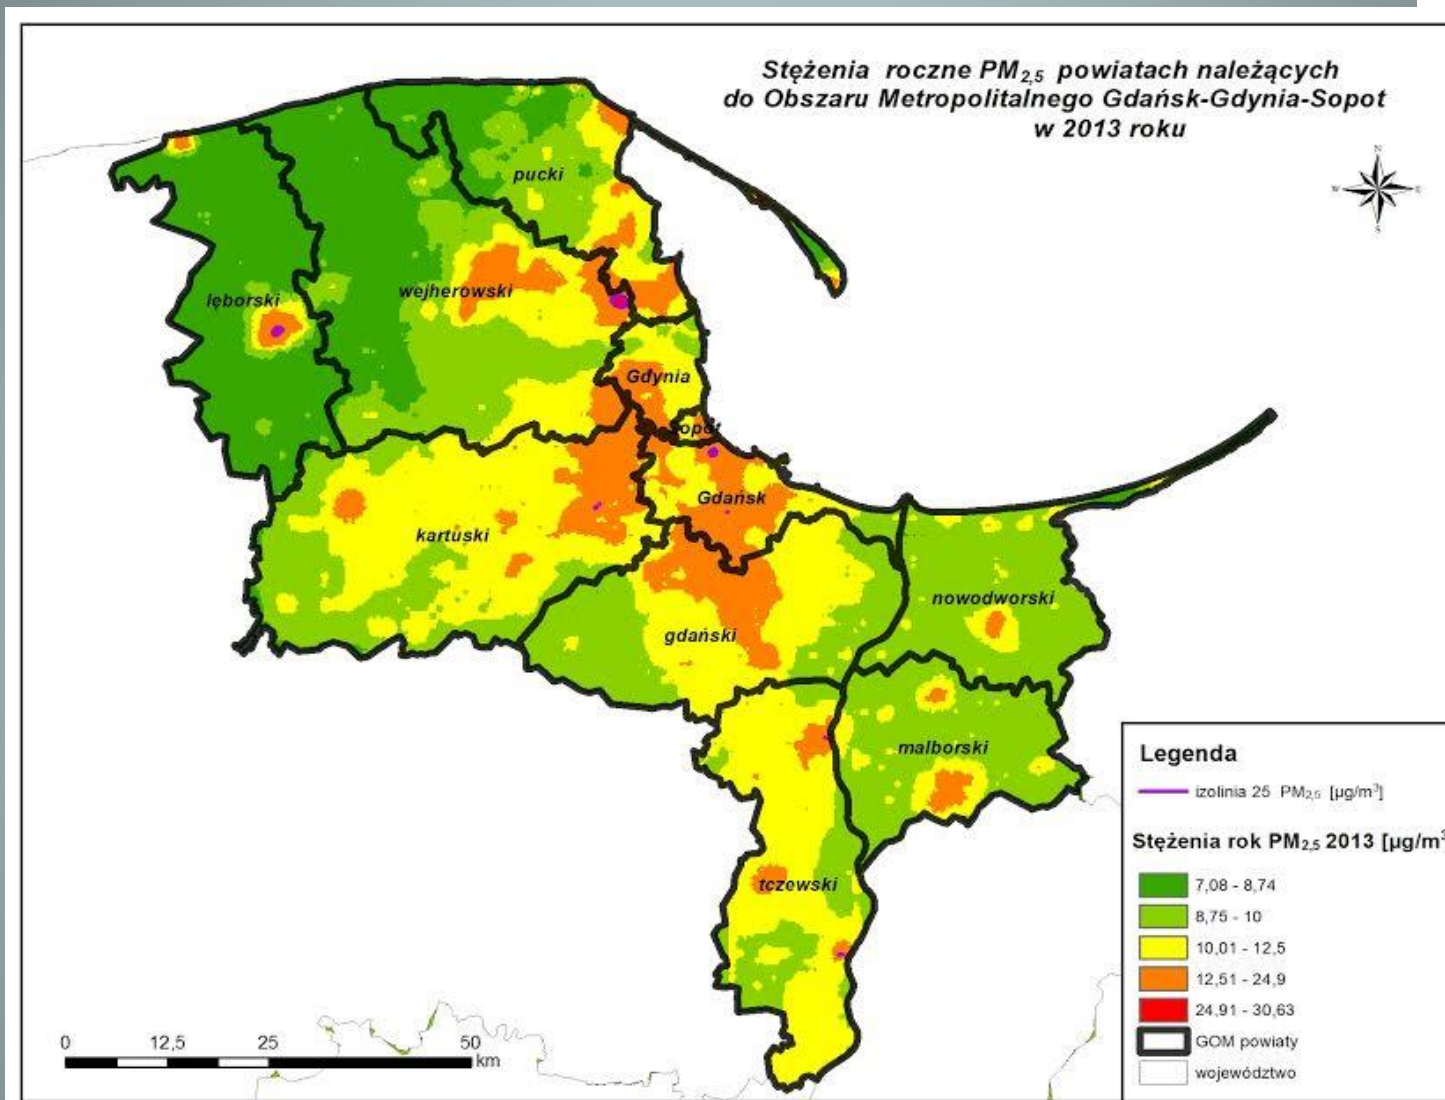 Stężenia roczne PM2,5 powiatach należących
do Obszaru Metropolitalnego Gdańsk-Gdynia-Sopot
w 2013 roku
N
W
E
S
pucki
lęborski
wejherowski
Gdynia
Sopot
Gdańsk
kartuski
nowodworski
gdański
malborski
tczewski
Legenda
izolinia 25 PM2,5 [µg/m³]
Stężenia rok PM2,5 2013 [µg/m³
7,08 - 8,74
8,75 - 10
10,01 - 12,5
12,51 - 24,9
24,91 - 30,63
GOM powiaty
województwo
0 12,5 25 50
km